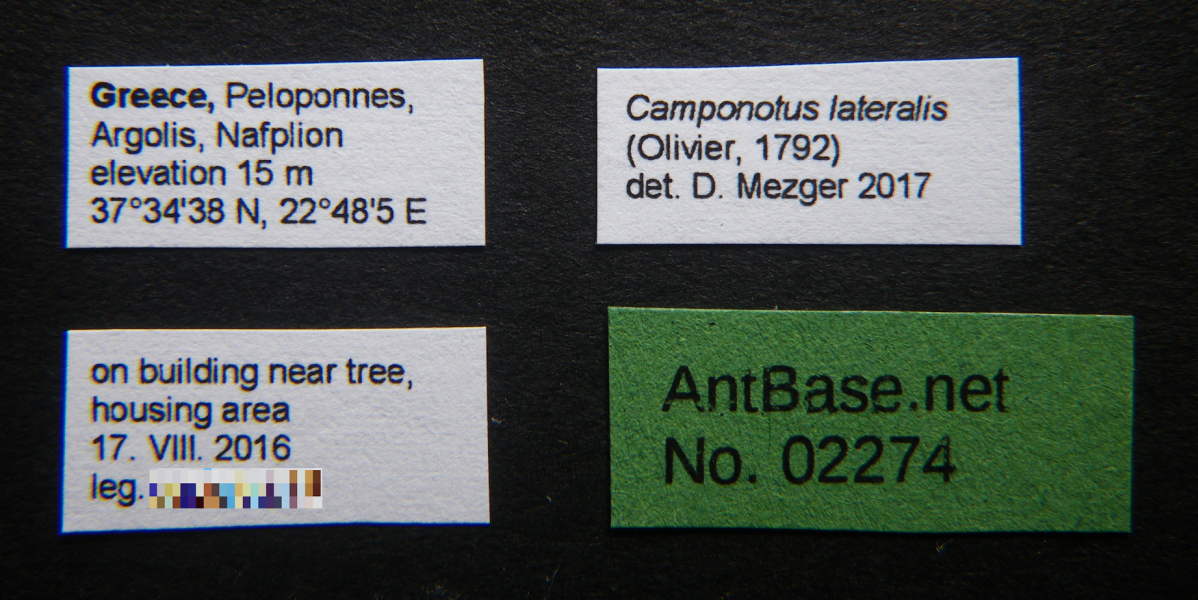 Greece, Peloponnes,
Argolis, Nafplion
elevation 15 m
37°34'38 N, 22°48'5 E
Camponotus lateralis
(Olivier, 1792)
det. D. Mezger 2017
on building near tree,
housing area
17. VIII. 2016
leg.
AntBase.net
No. 02274